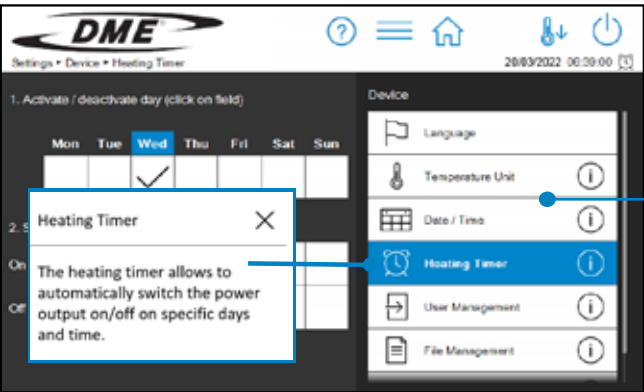 DME
Settings ▸ Device ▸ Heating Timer
20/03/2022 06:39:00
1. Activate / deactivate day (click on field)
Mon Tue Wed Thu Fri Sat Sun
2. S
On
Off
Heating Timer
The heating timer allows to
automatically switch the power
output on/off on specific days
and time.
Device
Language
Temperature Unit
Date / Time
Heating Timer
User Management
File Management